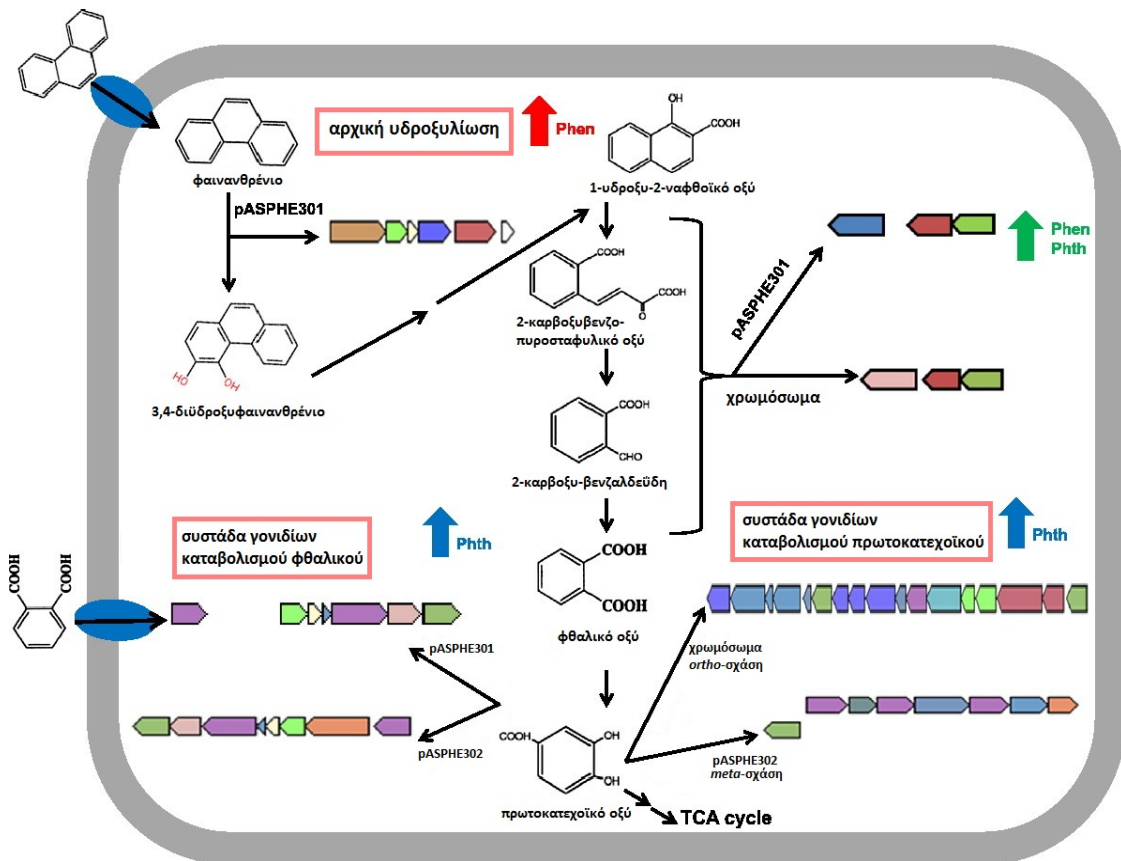 αρχική υδροξυλίωση
Phen
φαινανθρένιο
pASPHE301
HO
OH
3,4-διϋδροξυφαινανθρένιο
OH
COOH
1-υδροξυ-2-ναφθοϊκό οξύ
COOH
COOH
O
2-καρβοξυβενζο-
πυροσταφυλικό οξύ
COOH
CHO
2-καρβοξυ-βενζαλδεΰδη
COOH
COOH
φθαλικό οξύ
COOH
OH
OH
πρωτοκατεχοϊκό οξύ
TCA cycle
pASPHE301
Phen
Phth
χρωμόσωμα
συστάδα γονιδίων
καταβολισμού φθαλικού
Phth
COOH
COOH
pASPHE301
pASPHE302
συστάδα γονιδίων
καταβολισμού πρωτοκατεχοϊκού
Phth
χρωμόσωμα
ortho-σχάση
pASPHE302
meta-σχάση